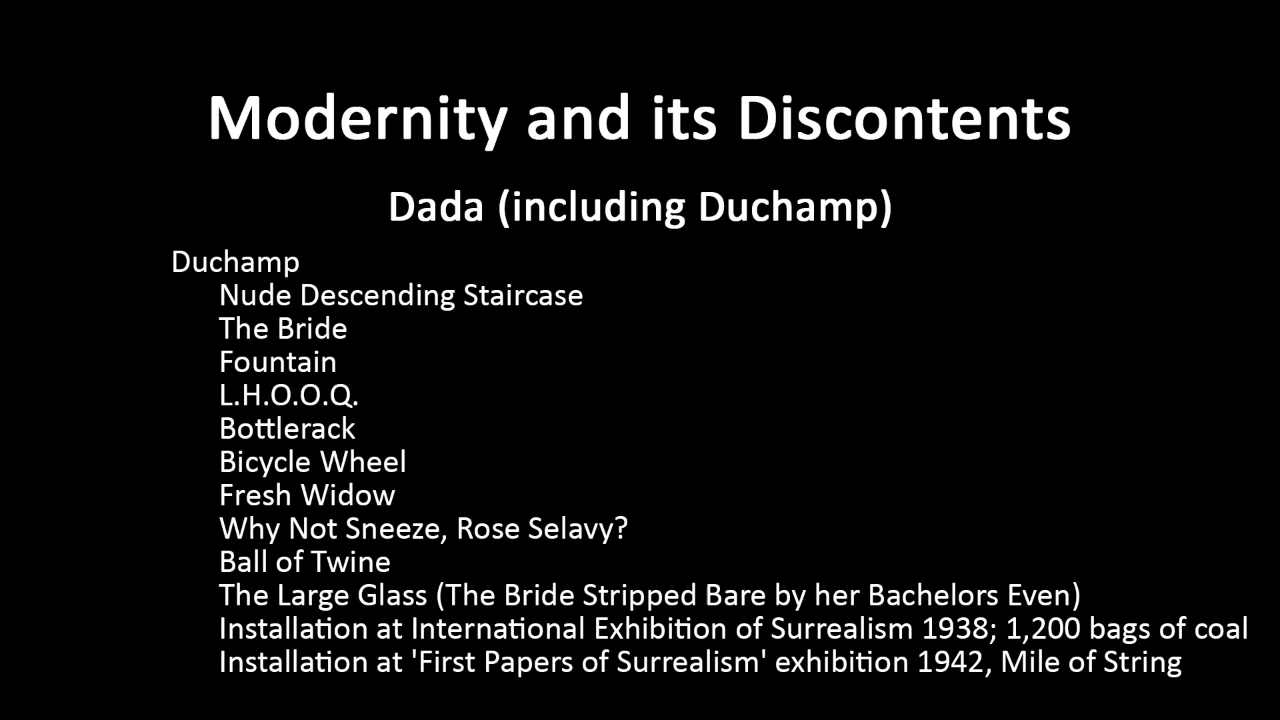 Modernity and its Discontents
Dada (including Duchamp)
Duchamp
Nude Descending Staircase
The Bride
Fountain
L.H.O.O.Q.
Bottlerack
Bicycle Wheel
Fresh Widow
Why Not Sneeze, Rose Selavy?
Ball of Twine
The Large Glass (The Bride Stripped Bare by her Bachelors Even)
Installation at International Exhibition of Surrealism 1938; 1,200 bags of coal
Installation at 'First Papers of Surrealism' exhibition 1942, Mile of String